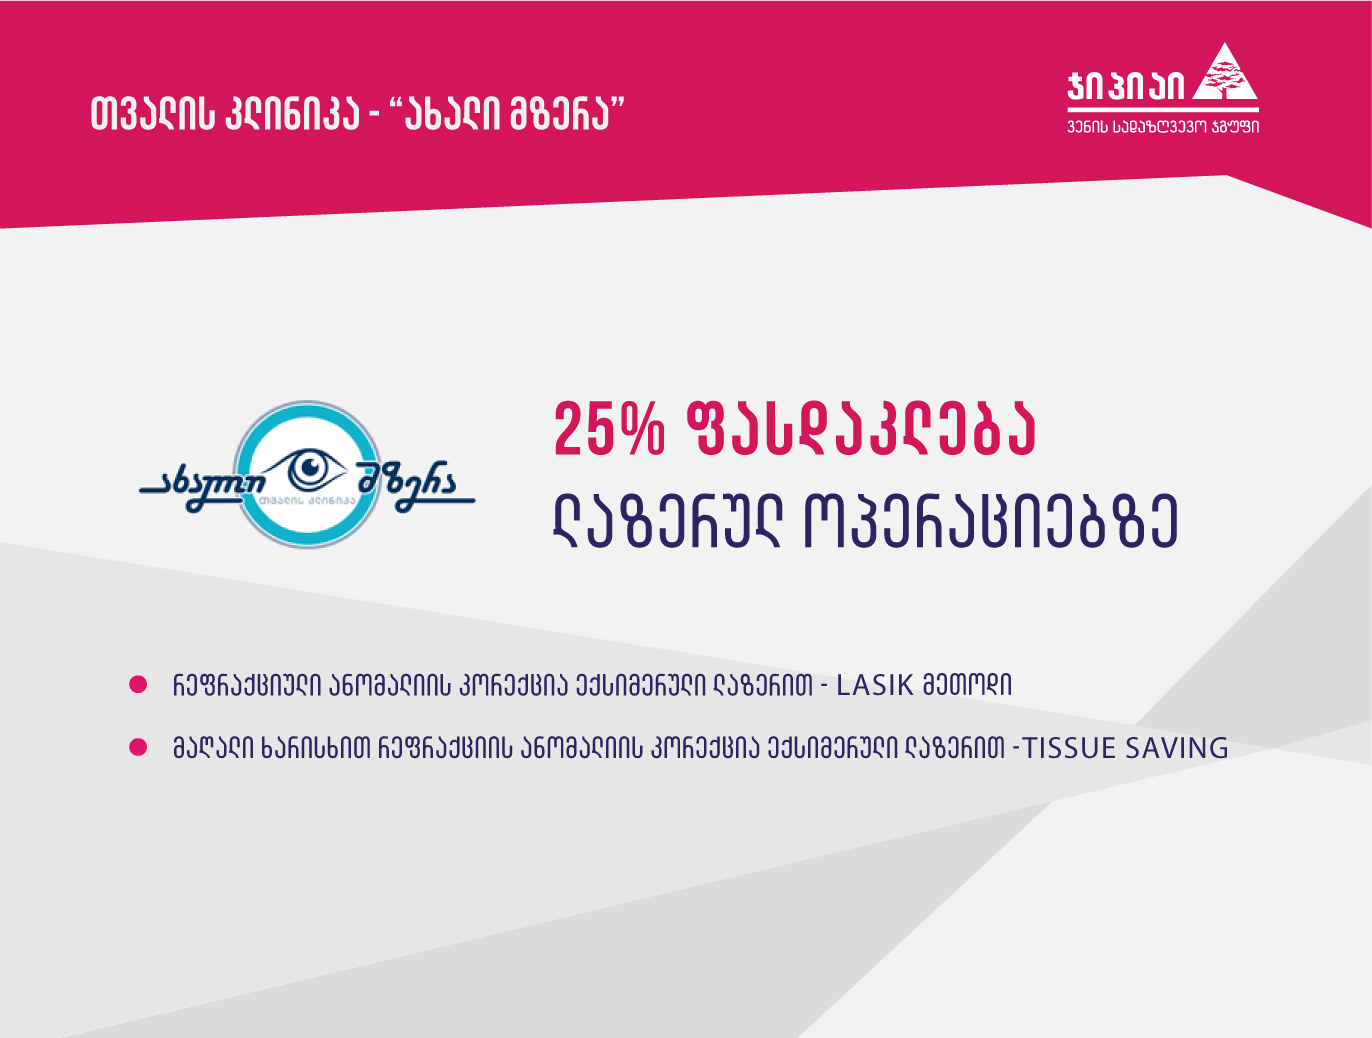 თვალის კლინიკა - “ახალი მზერა”
ჯიპიაი
ვენის სადაზღვევო ჯგუფი
25% ფასდაკლება
ლაზერულ ოპერაციებზე
ახალი მზერა
თვალის კლინიკა
რეფრაქციული ანომალიის კორექცია ექსიმერული ლაზერით - LASIK მეთოდი
მაღალი ხარისხით რეფრაქციის ანომალიის კორექცია ექსიმერული ლაზერით -TISSUE SAVING